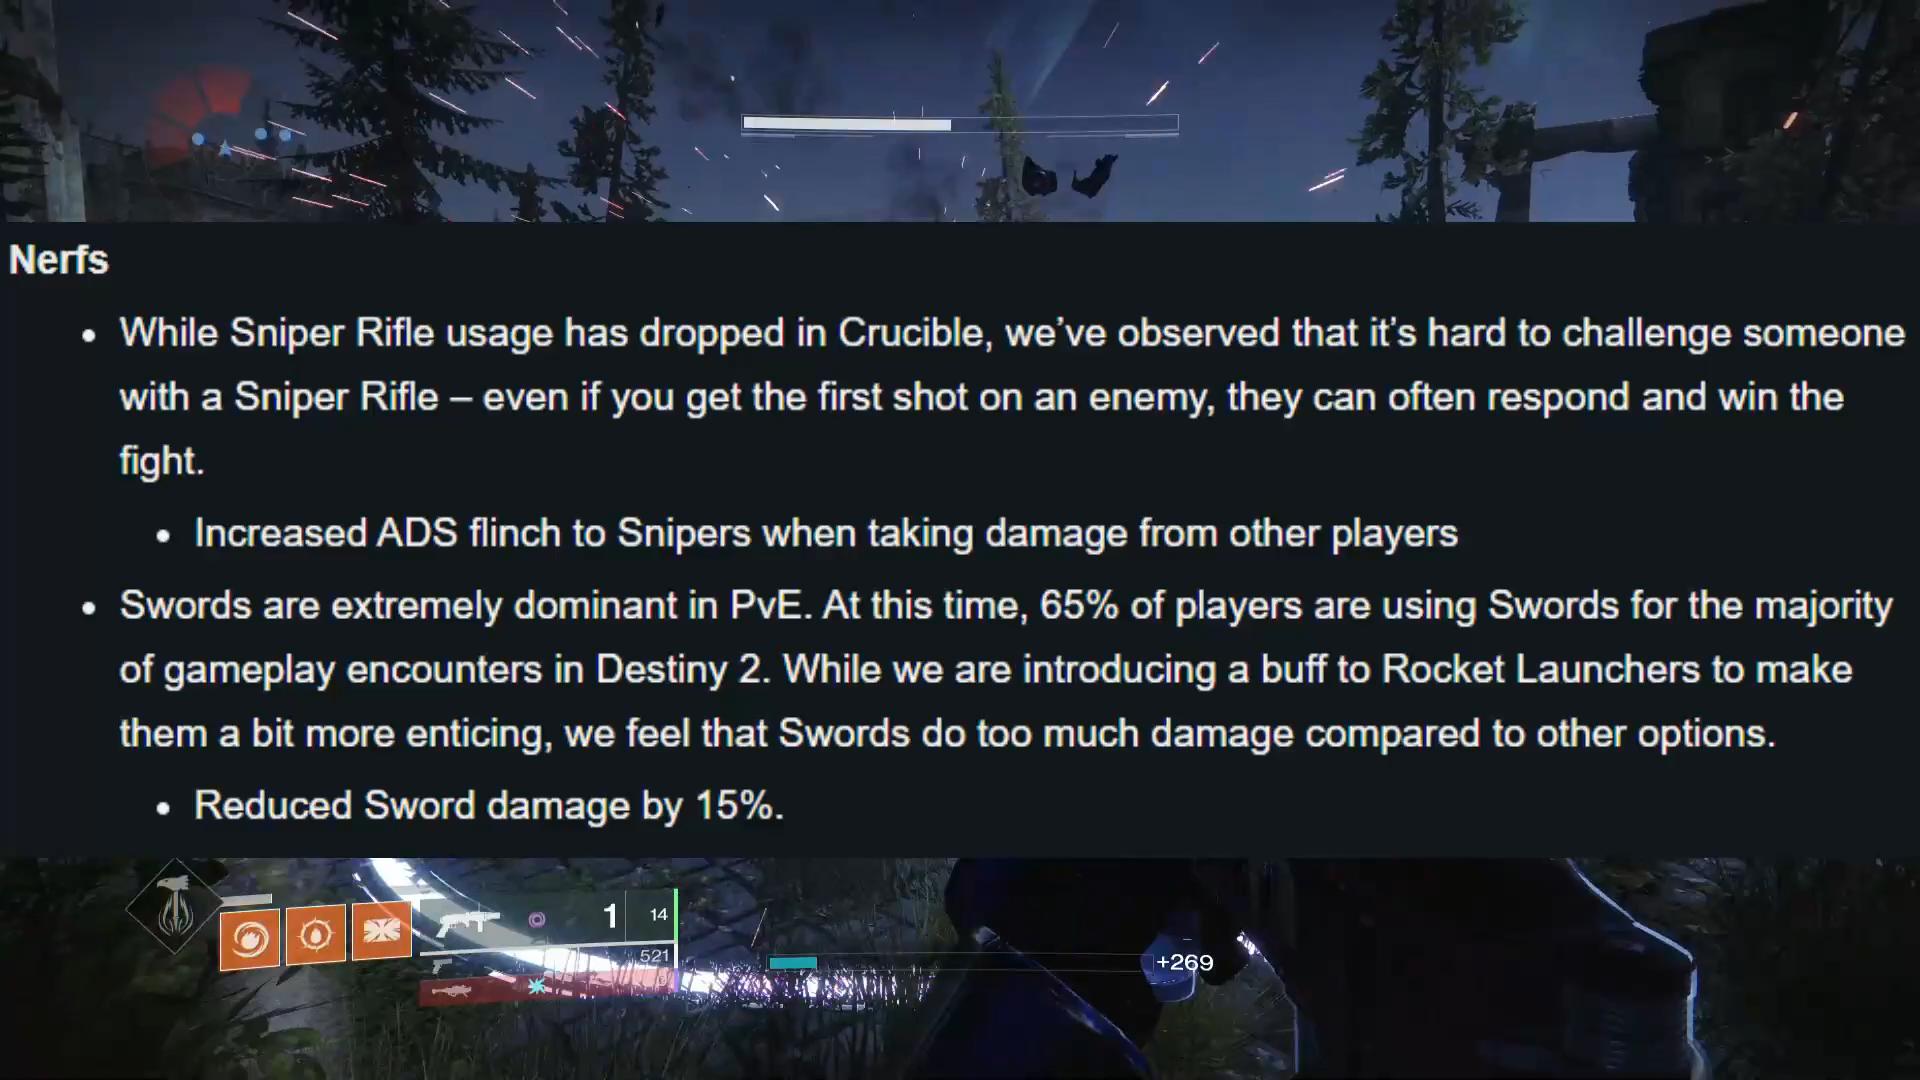 Nerfs
• While Sniper Rifle usage has dropped in Crucible, we’ve observed that it’s hard to challenge someone
with a Sniper Rifle – even if you get the first shot on an enemy, they can often respond and win the
fight.
• Increased ADS flinch to Snipers when taking damage from other players
• Swords are extremely dominant in PvE. At this time, 65% of players are using Swords for the majority
of gameplay encounters in Destiny 2. While we are introducing a buff to Rocket Launchers to make
them a bit more enticing, we feel that Swords do too much damage compared to other options.
• Reduced Sword damage by 15%.
1 14
521
+269